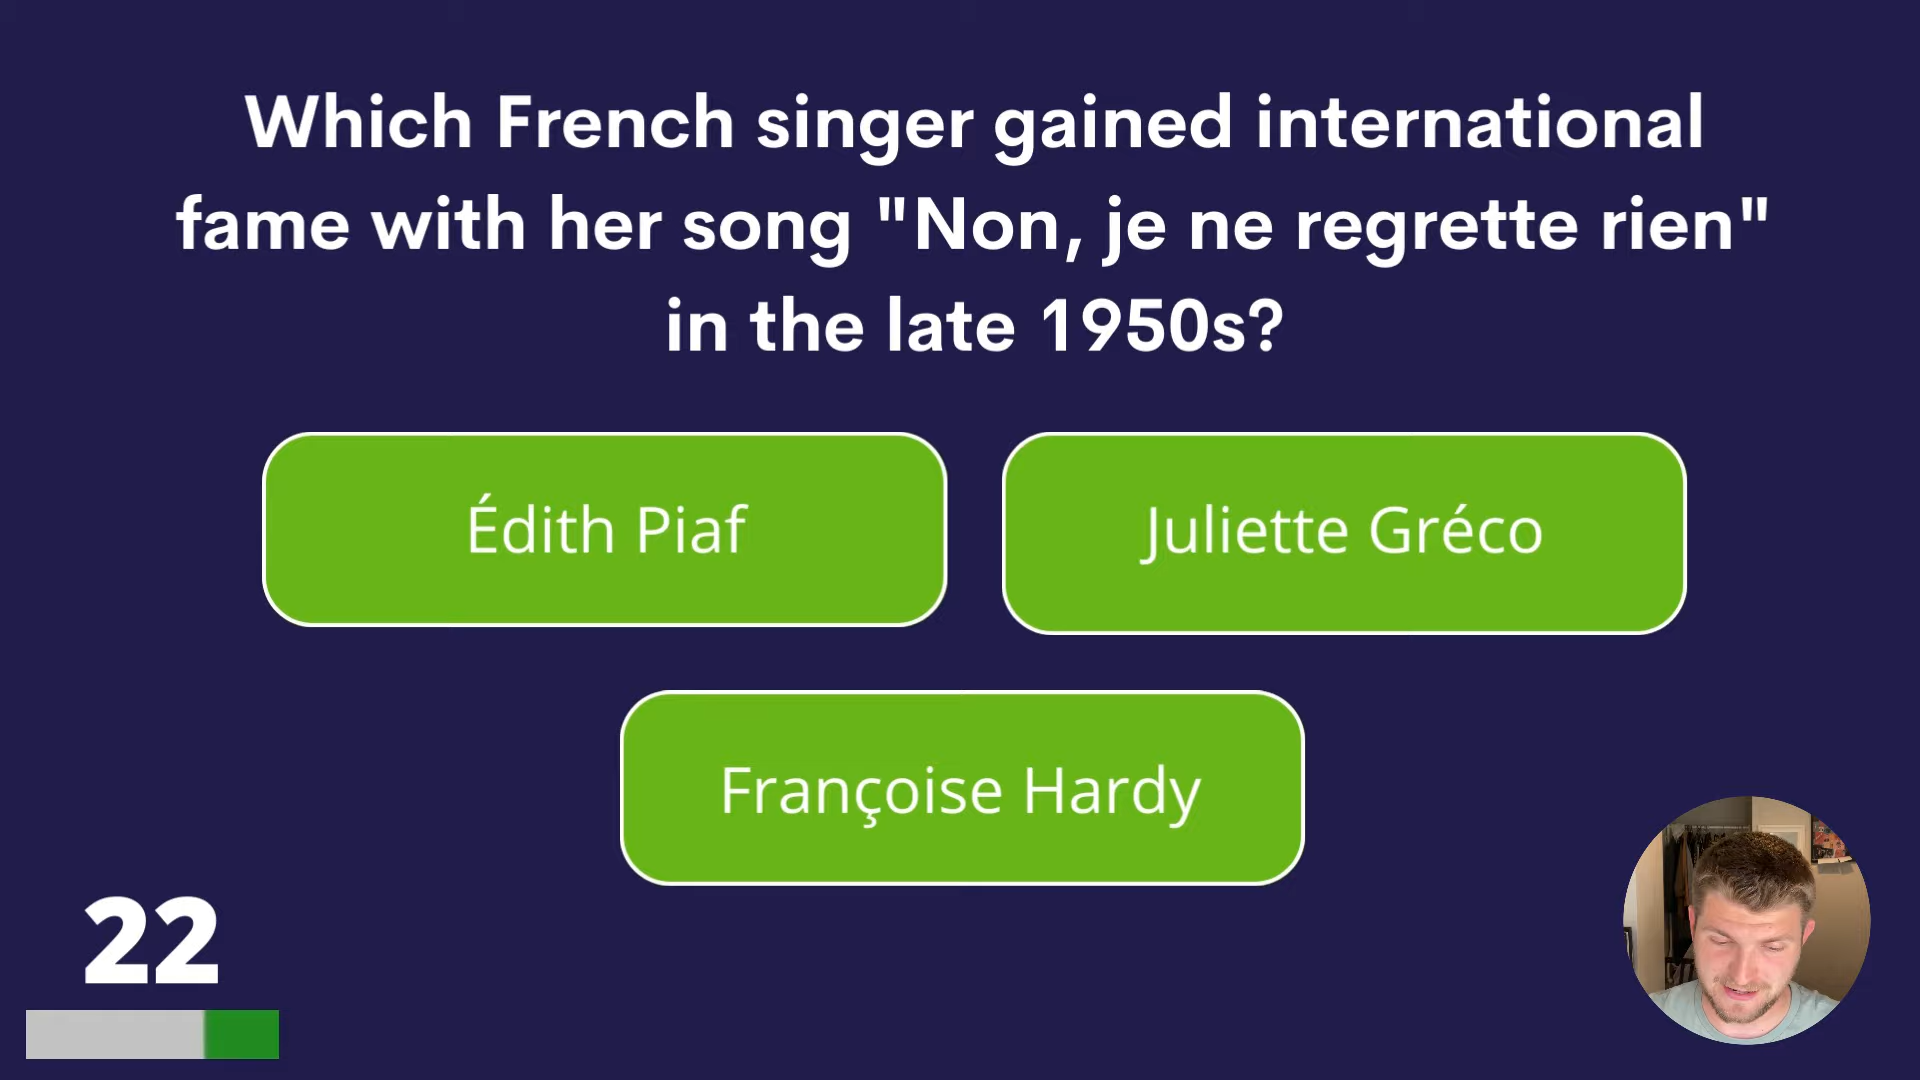 Which French singer gained international
fame with her song "Non, je ne regrette rien"
in the late 1950s?
Édith Piaf
Juliette Gréco
Françoise Hardy
22